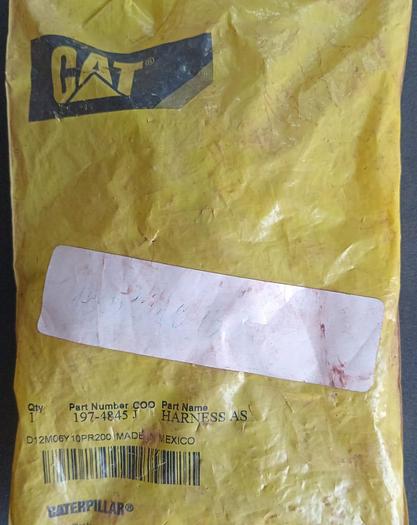 CAT®
Qty Part Number COO Part Name
1 197-4845 J HARNESS AS
D12M06Y10PR200 MADE IN MEXICO
CATERPILLAR®